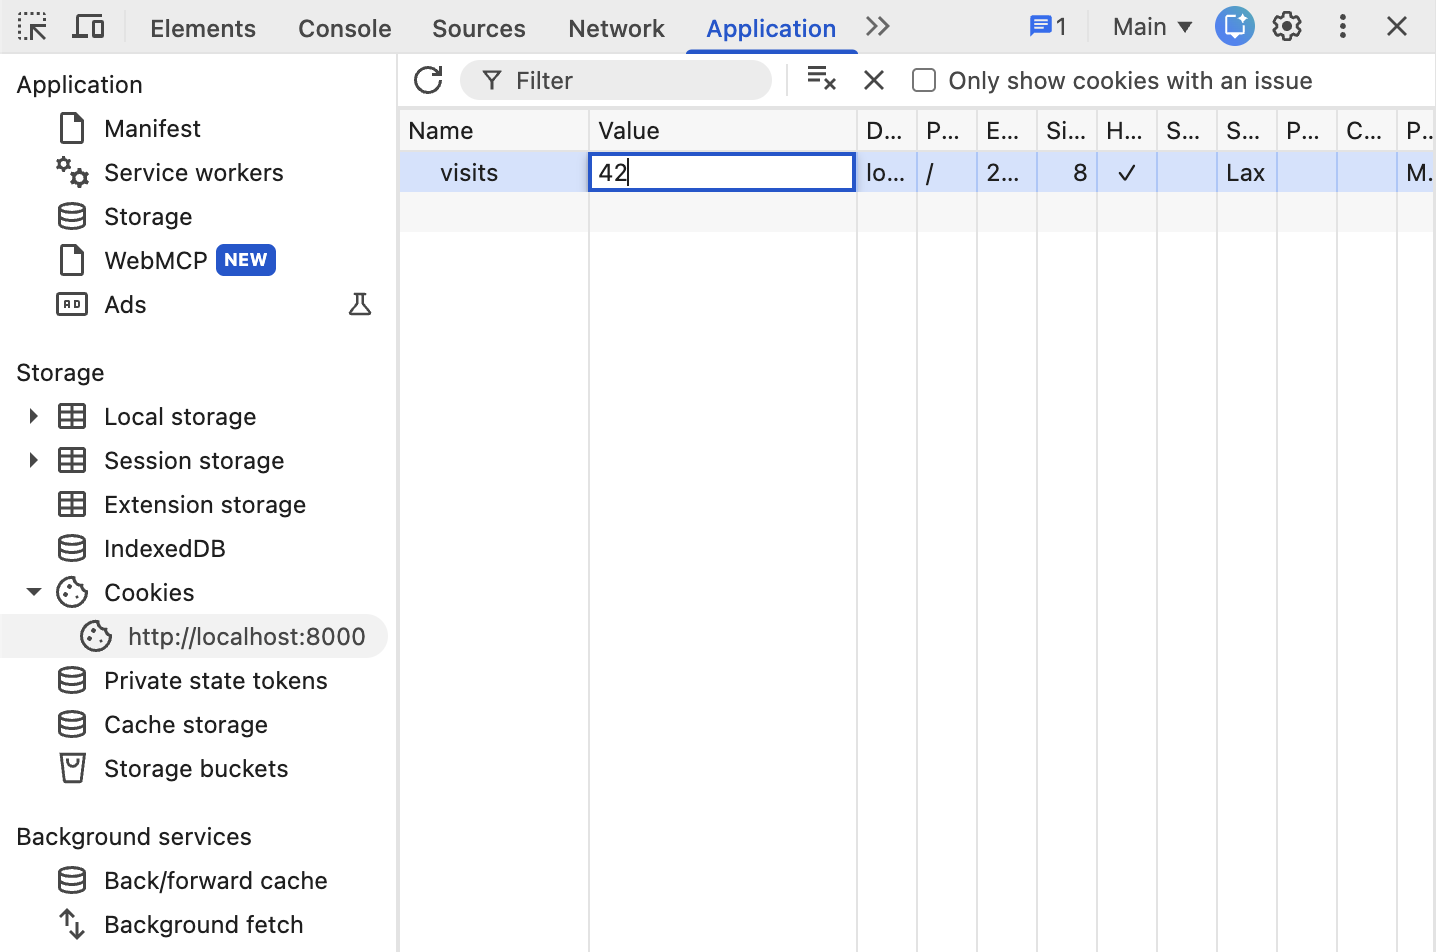 Elements Console Sources Network Application 1 Main
Application
Manifest
Service workers
Storage
WebMCP NEW
AD Ads
Storage
Local storage
Session storage
Extension storage
IndexedDB
Cookies
http://localhost:8000
Private state tokens
Cache storage
Storage buckets
Background services
Back/forward cache
Background fetch
Filter Only show cookies with an issue
Name Value D... P... E... Si... H... S... S... P... C... P..
visits 42 lo... / 2... 8 ✓ Lax M.